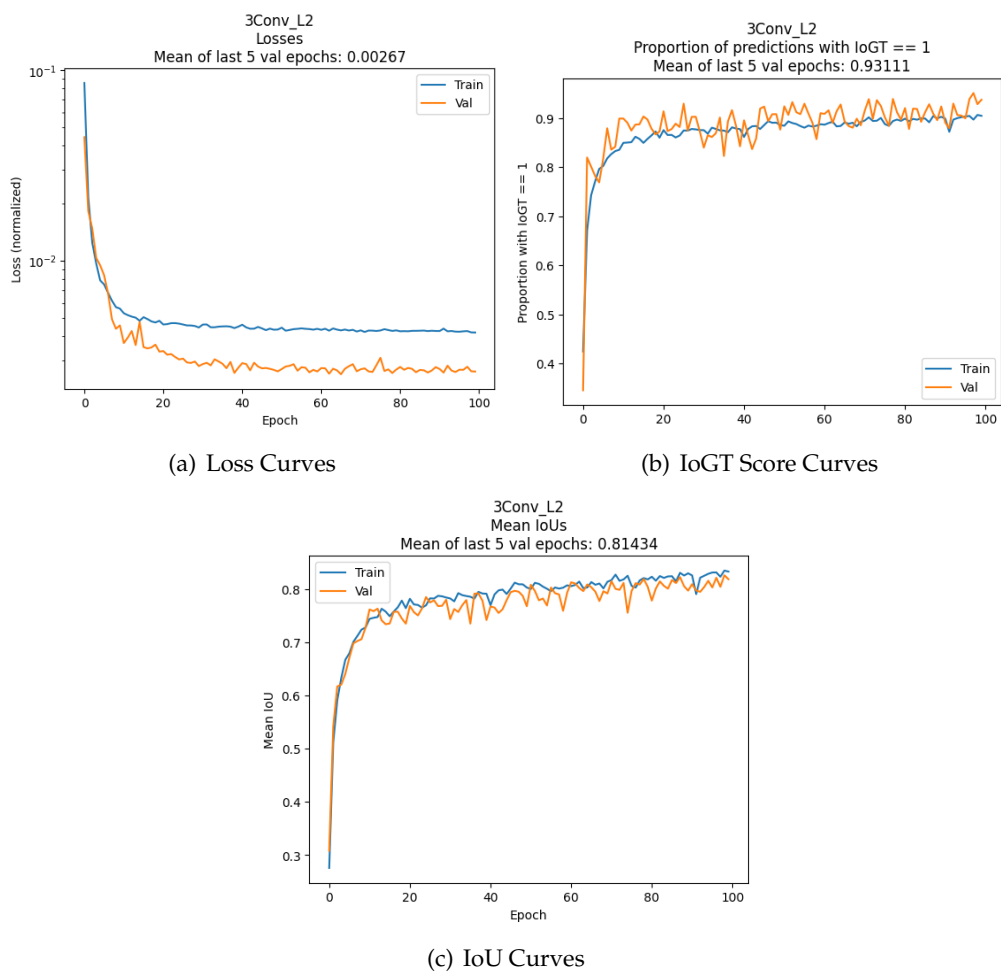 3Conv_L2
Losses
Mean of last 5 val epochs: 0.00267
10⁻¹
10⁻²
Loss (normalized)
Train
Val
0 20 40 60 80 100
Epoch
(a) Loss Curves
3Conv_L2
Proportion of predictions with IoGT == 1
Mean of last 5 val epochs: 0.93111
0.9
0.8
0.7
0.6
0.5
0.4
Proportion with IoGT == 1
Train
Val
0 20 40 60 80 100
(b) IoGT Score Curves
3Conv_L2
Mean IoUs
Mean of last 5 val epochs: 0.81434
0.8
0.7
0.6
0.5
0.4
0.3
Mean IoU
Train
Val
0 20 40 60 80 100
Epoch
(c) IoU Curves